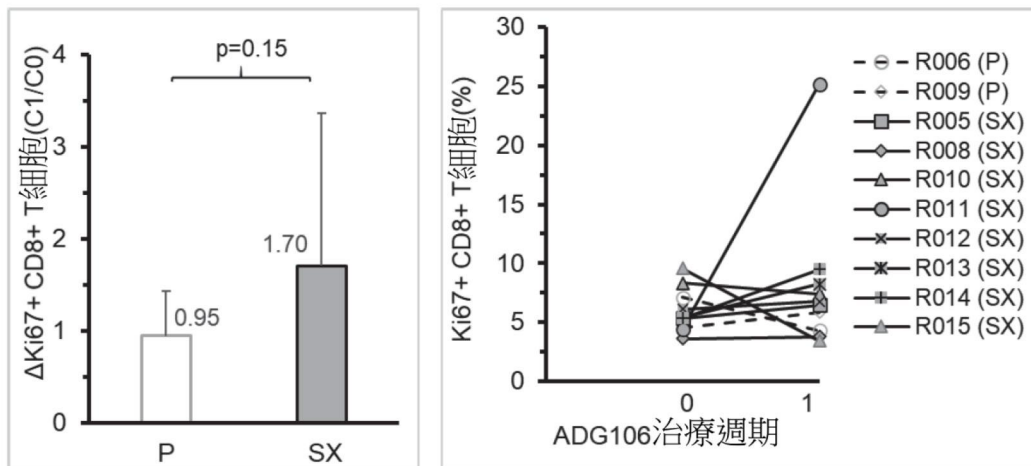 ΔKi67+ CD8+ T細胞(C1/C0)
4
3
2
1
0
p=0.15
0.95
1.70
P
SX
Ki67+ CD8+ T細胞(%)
30
25
20
15
10
5
0
0
1
ADG106治療週期
R006 (P)
R009 (P)
R005 (SX)
R008 (SX)
R010 (SX)
R011 (SX)
R012 (SX)
R013 (SX)
R014 (SX)
R015 (SX)